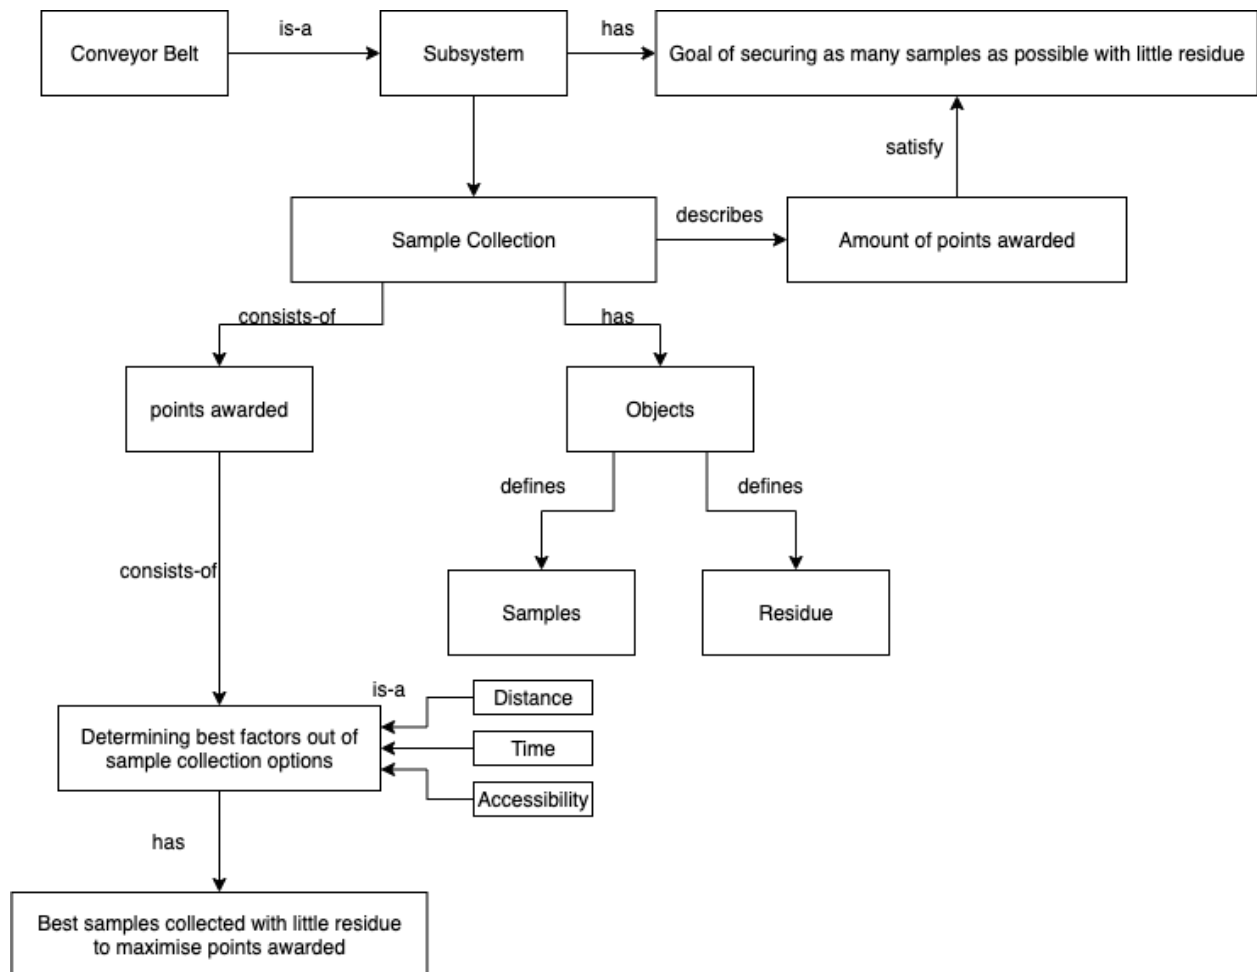 is-a
has
Conveyor Belt
Subsystem
Goal of securing as many samples as possible with little residue
satisfy
describes
Sample Collection
Amount of points awarded
consists-of
has
points awarded
Objects
defines
defines
consists-of
Samples
Residue
is-a
Distance
Determining best factors out of
sample collection options
Time
Accessibility
has
Best samples collected with little residue
to maximise points awarded